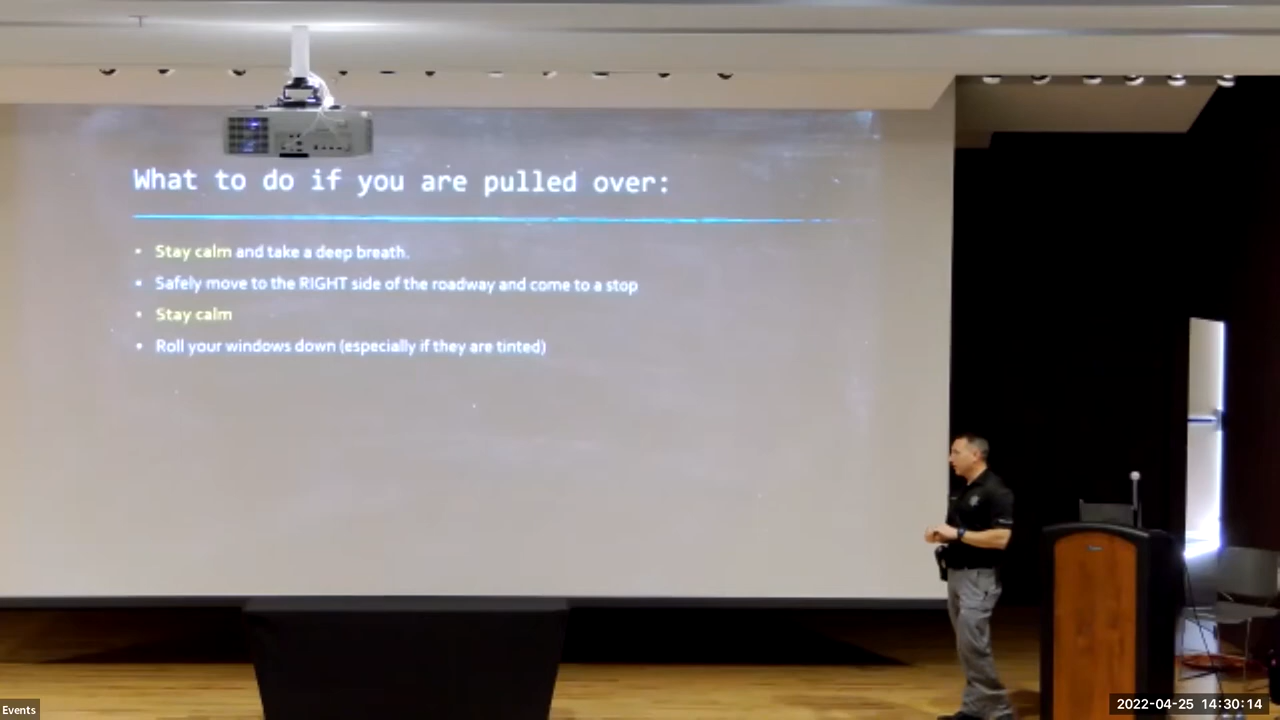 What to do if you are pulled over:
• Stay calm and take a deep breath.
• Safely move to the RIGHT side of the roadway and come to a stop
• Stay calm
• Roll your windows down (especially if they are tinted)
Events
2022-04-25 14:30:14